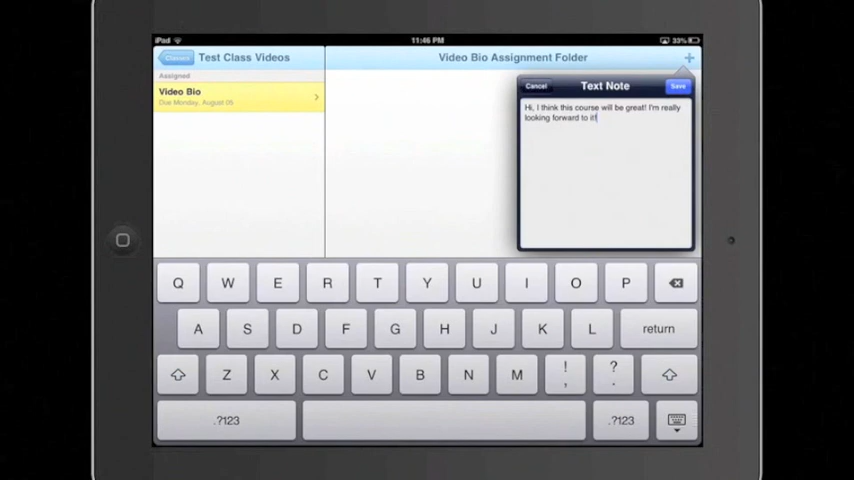 iPad 11:46 PM 33%
Classes Test Class Videos Video Bio Assignment Folder +
Assigned
Video Bio
Due Monday, August 05
Cancel Text Note Save
Hi, I think this course will be great! I'm really
looking forward to it!
Q W E R T Y U I O P
A S D F G H J K L return
Z X C V B N M ! , ? .
.?123 .?123